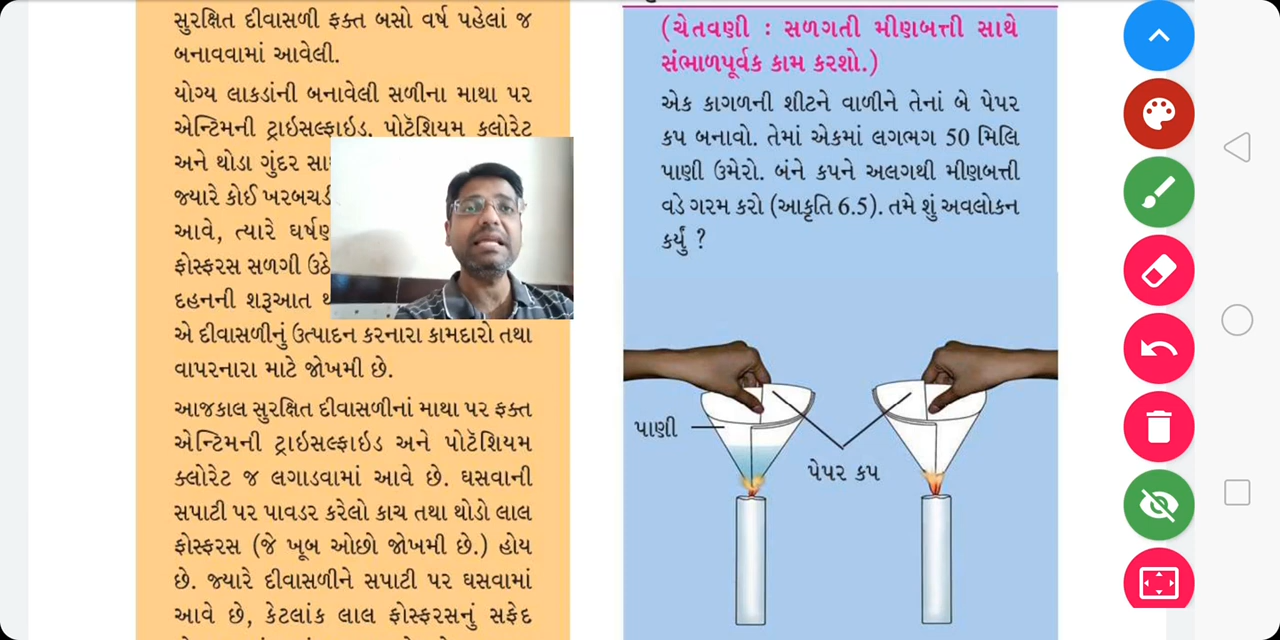 સુરક્ષિત દીવાસળી ફક્ત બસો વર્ષ પહેલાં જ
બનાવવામાં આવેલી.
યોગ્ય લાકડાંની બનાવેલી સળીના માથા પર
એન્ટિમની ટ્રાઇસલ્ફાઇડ, પોટૅશિયમ ક્લોરેટ
અને થોડા ગુંદર
જ્યારે કોઈ
આવે, ત્યારે
ફોસ્ફરસ સળગી ઉઠે
દહનની શરૂઆત
એ દીવાસળીનું ઉત્પાદન કરનારા કામદારો તથા
વાપરનારા માટે જોખમી છે.
આજકાલ સુરક્ષિત દીવાસળીનાં માથા પર ફક્ત
એન્ટિમની ટ્રાઇસલ્ફાઇડ અને પોટૅશિયમ
ક્લોરેટ જ લગાડવામાં આવે છે. ઘસવાની
સપાટી પર પાવડર કરેલો કાચ તથા થોડો લાલ
ફોસ્ફરસ (જે ખૂબ ઓછો જોખમી છે.) હોય
છે. જ્યારે દીવાસળીને સપાટી પર ઘસવામાં
આવે છે, કેટલાંક લાલ ફોસ્ફરસનું સફેદ
(ચેતવણી : સળગતી મીણબત્તી સાથે
સંભાળપૂર્વક કામ કરશો.)
એક કાગળની શીટને વાળીને તેનાં બે પેપર
કપ બનાવો. તેમાં એકમાં લગભગ 50 મિલિ
પાણી ઉમેરો. બંને કપને અલગથી મીણબત્તી
વડે ગરમ કરો (આકૃતિ 6.5). તમે શું અવલોકન
કર્યું ?
પાણી
પેપર કપ